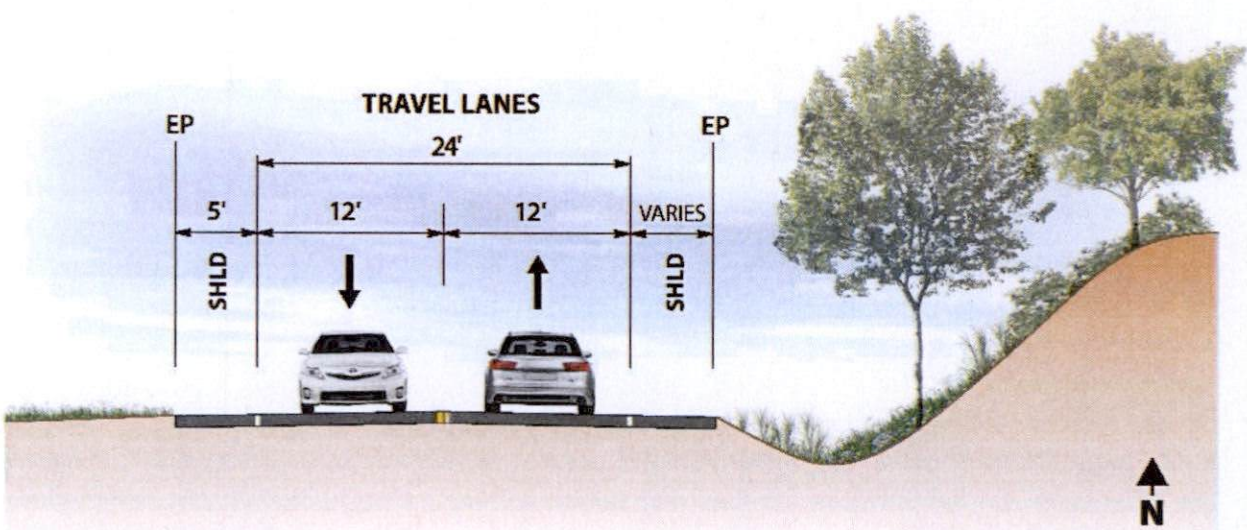 TRAVEL LANES
EP
EP
24'
5'
12'
12'
VARIES
SHLD
SHLD
N